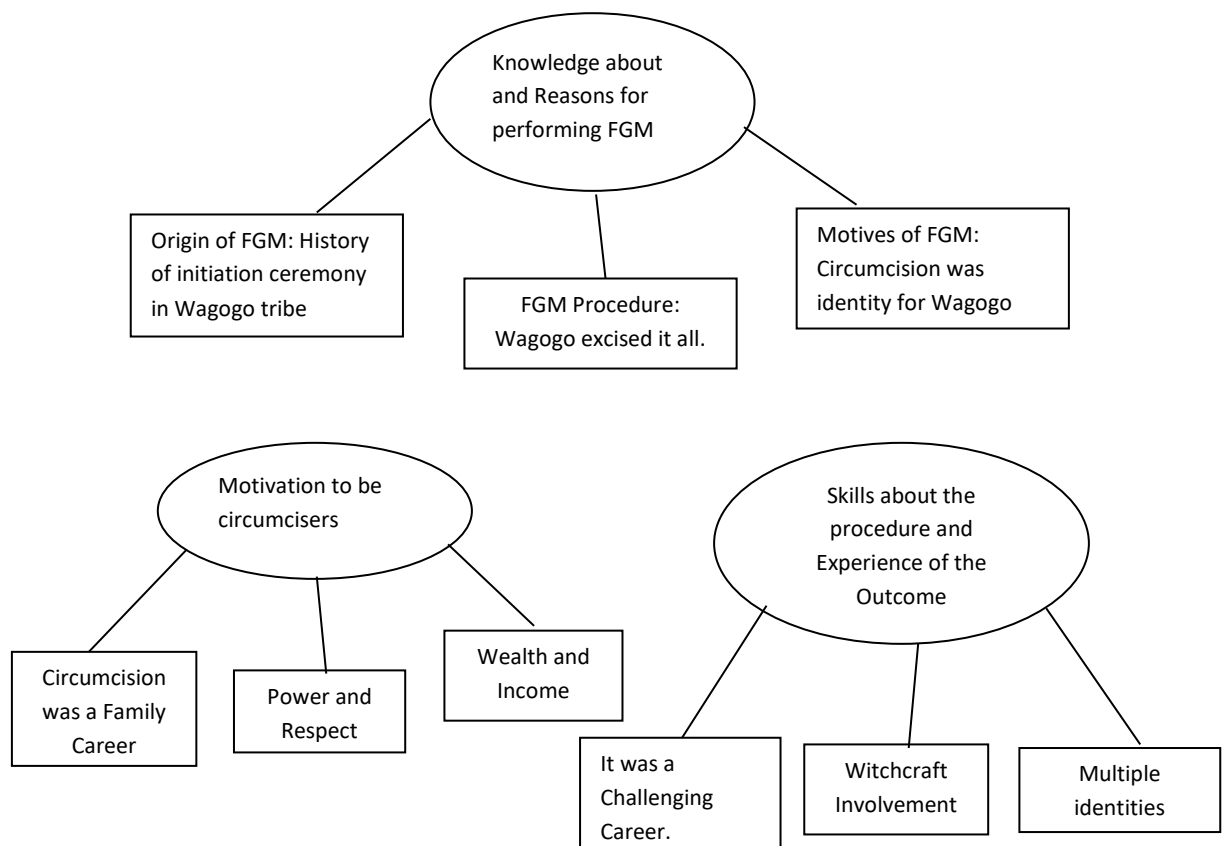 Knowledge about
and Reasons for
performing FGM
Origin of FGM: History
of initiation ceremony
in Wagogo tribe
FGM Procedure:
Wagogo excised it all.
Motives of FGM:
Circumcision was
identity for Wagogo
Motivation to be
circumcisers
Circumcision
was a Family
Career
Power and
Respect
Wealth and
Income
Skills about the
procedure and
Experience of the
Outcome
It was a
Challenging
Career.
Witchcraft
Involvement
Multiple
identities